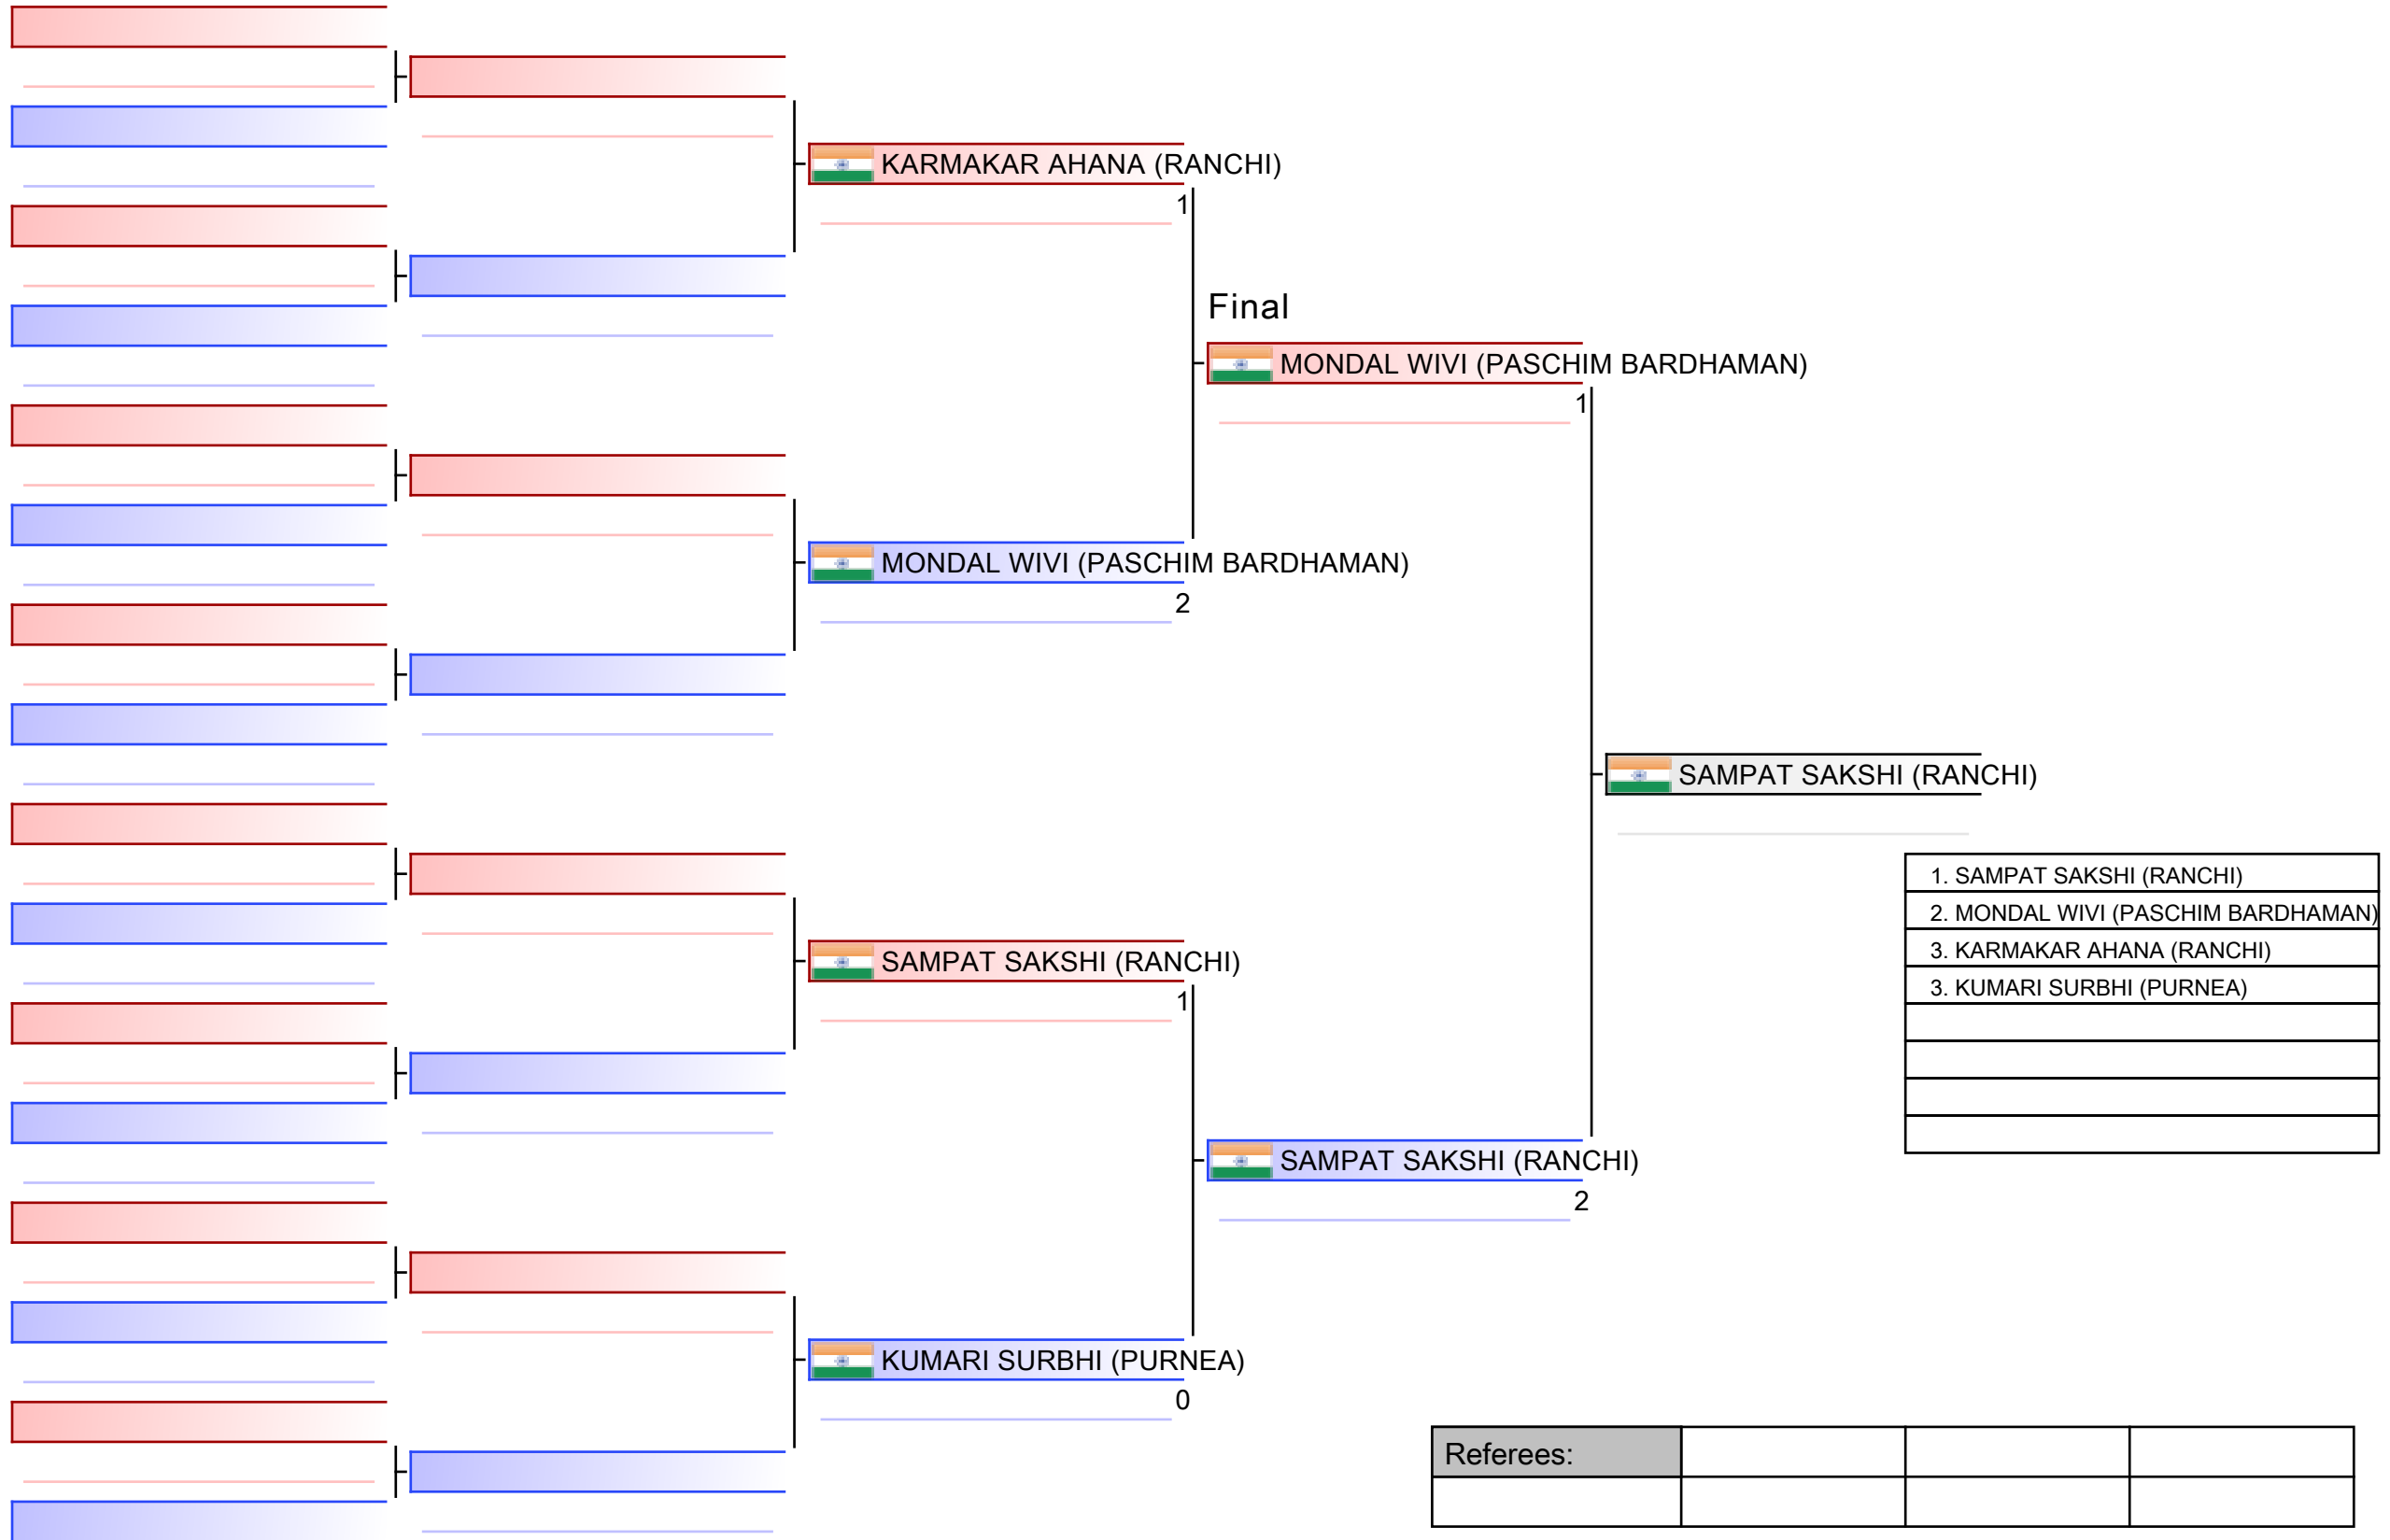 KARMAKAR AHANA (RANCHI)
1
Final
MONDAL WIVI (PASCHIM BARDHAMAN)
1
MONDAL WIVI (PASCHIM BARDHAMAN)
2
SAMPAT SAKSHI (RANCHI)
1. SAMPAT SAKSHI (RANCHI)
2. MONDAL WIVI (PASCHIM BARDHAMAN)
3. KARMAKAR AHANA (RANCHI)
3. KUMARI SURBHI (PURNEA)
SAMPAT SAKSHI (RANCHI)
1
SAMPAT SAKSHI (RANCHI)
2
KUMARI SURBHI (PURNEA)
0
Referees: